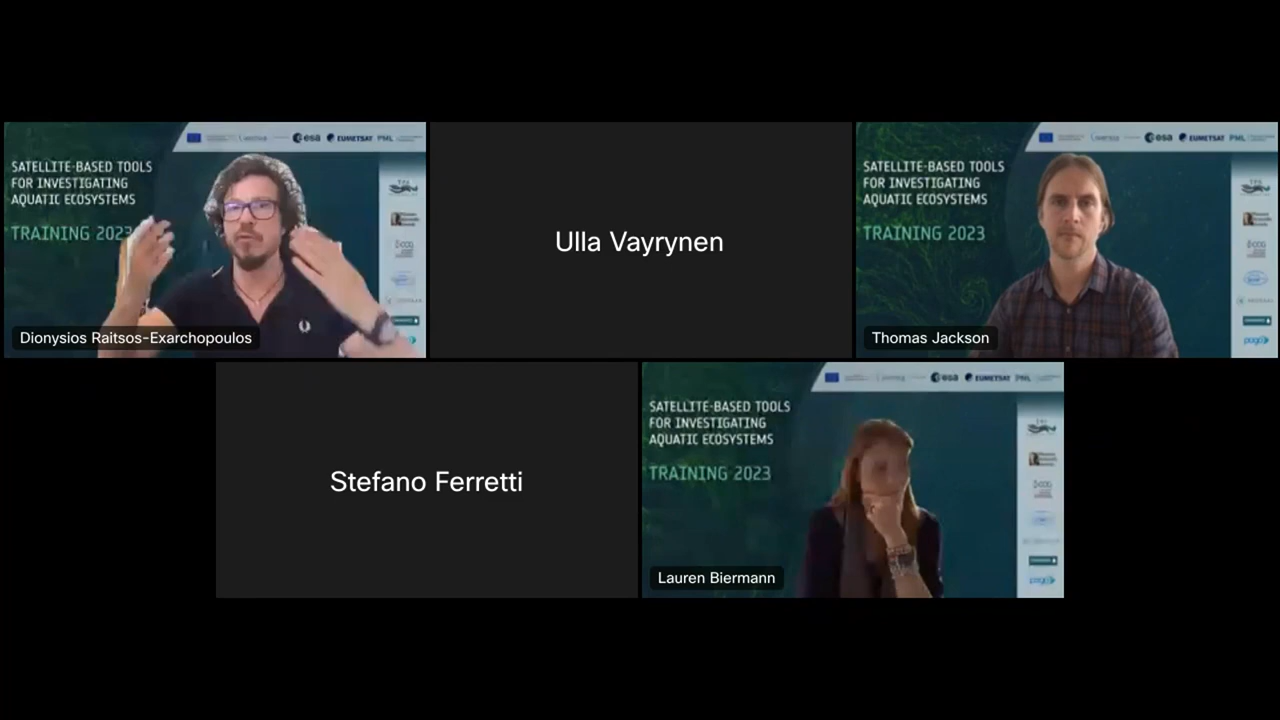 esa
EUMETSAT
PML
SATELLITE-BASED TOOLS
FOR INVESTIGATING
AQUATIC ECOSYSTEMS
TRAINING 2023
Dionysios Raitsos-Exarchopoulos
Ulla Vayrynen
esa
EUMETSAT
PML
SATELLITE-BASED TOOLS
FOR INVESTIGATING
AQUATIC ECOSYSTEMS
TRAINING 2023
pogo
Thomas Jackson
Stefano Ferretti
esa
EUMETSAT
PML
SATELLITE-BASED TOOLS
FOR INVESTIGATING
AQUATIC ECOSYSTEMS
TRAINING 2023
pogo
Lauren Biermann